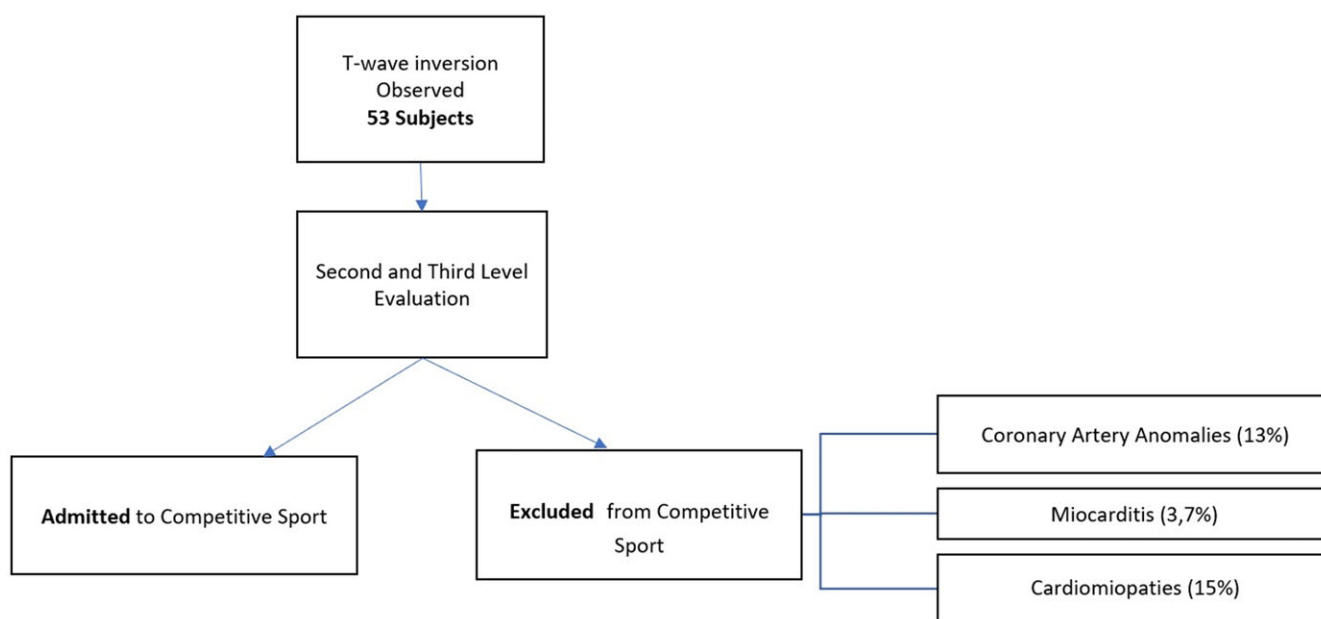 T-wave inversion
Observed
53 Subjects
Second and Third Level
Evaluation
Admitted to Competitive Sport
Excluded from Competitive
Sport
Coronary Artery Anomalies (13%)
Miocarditis (3,7%)
Cardiomiopaties (15%)